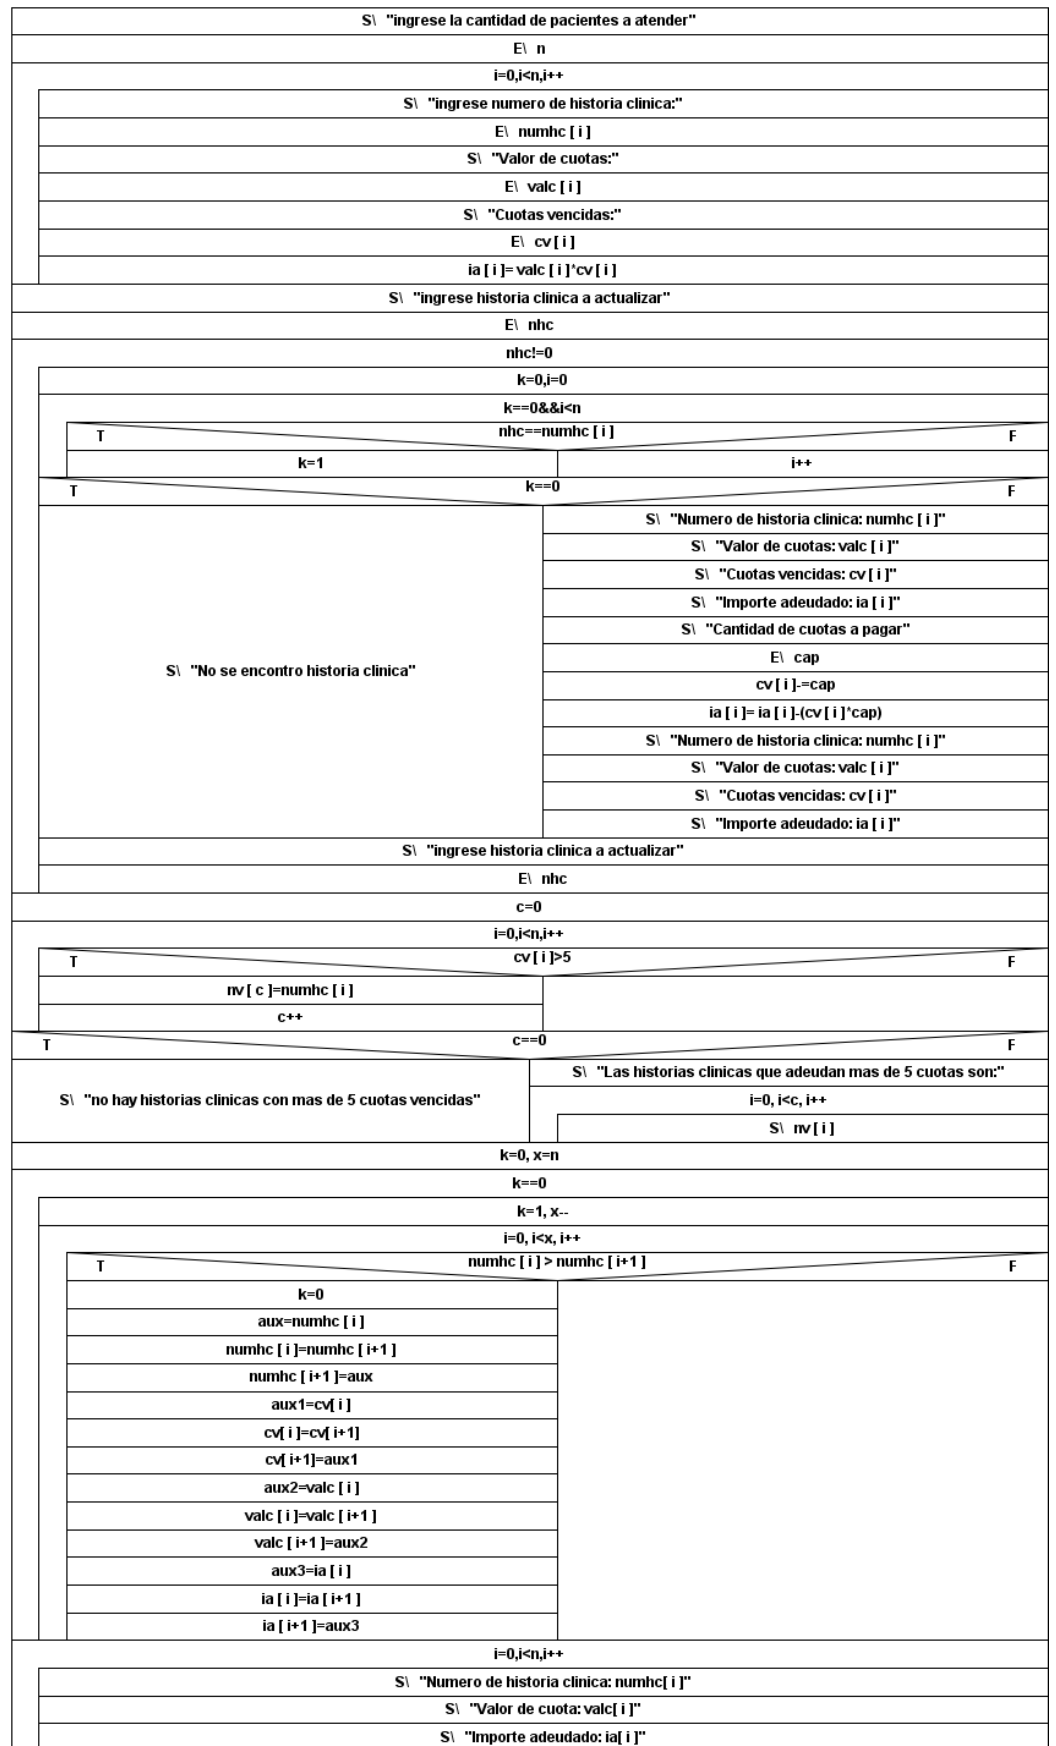 S\ "ingrese la cantidad de pacientes a atender"
E\ n
i=0,i<n,i++
S\ "ingrese numero de historia clinica:"
E\ numhc [ i ]
S\ "Valor de cuotas:"
E\ valc [ i ]
S\ "Cuotas vencidas:"
E\ cv [ i ]
ia [ i ]= valc [ i ]*cv [ i ]
S\ "ingrese historia clinica a actualizar"
E\ nhc
nhc!=0
k=0,i=0
k==0&&i<n
T nhc==numhc [ i ] F
k=1 i++
T k==0 F
S\ "Numero de historia clinica: numhc [ i ]"
S\ "Valor de cuotas: valc [ i ]"
S\ "Cuotas vencidas: cv [ i ]"
S\ "Importe adeudado: ia [ i ]"
S\ "Cantidad de cuotas a pagar"
E\ cap
S\ "No se encontro historia clinica"
cv [ i ]-=cap
ia [ i ]= ia [ i ]-(cv [ i ]*cap)
S\ "Numero de historia clinica: numhc [ i ]"
S\ "Valor de cuotas: valc [ i ]"
S\ "Cuotas vencidas: cv [ i ]"
S\ "Importe adeudado: ia [ i ]"
S\ "ingrese historia clinica a actualizar"
E\ nhc
c=0
i=0,i<n,i++
T cv [ i ]>5 F
nv [ c ]=numhc [ i ]
c++
T c==0 F
S\ "Las historias clinicas que adeudan mas de 5 cuotas son:"
S\ "no hay historias clinicas con mas de 5 cuotas vencidas" i=0, i<c, i++
S\ nv [ i ]
k=0, x=n
k==0
k=1, x--
i=0, i<x, i++
T numhc [ i ] > numhc [ i+1 ] F
k=0
aux=numhc [ i ]
numhc [ i ]=numhc [ i+1 ]
numhc [ i+1 ]=aux
aux1=cv[ i ]
cv[ i ]=cv[ i+1]
cv[ i+1]=aux1
aux2=valc [ i ]
valc [ i ]=valc [ i+1 ]
valc [ i+1 ]=aux2
aux3=ia [ i ]
ia [ i ]=ia [ i+1 ]
ia [ i+1 ]=aux3
i=0,i<n,i++
S\ "Numero de historia clinica: numhc[ i ]"
S\ "Valor de cuota: valc[ i ]"
S\ "Importe adeudado: ia[ i ]"